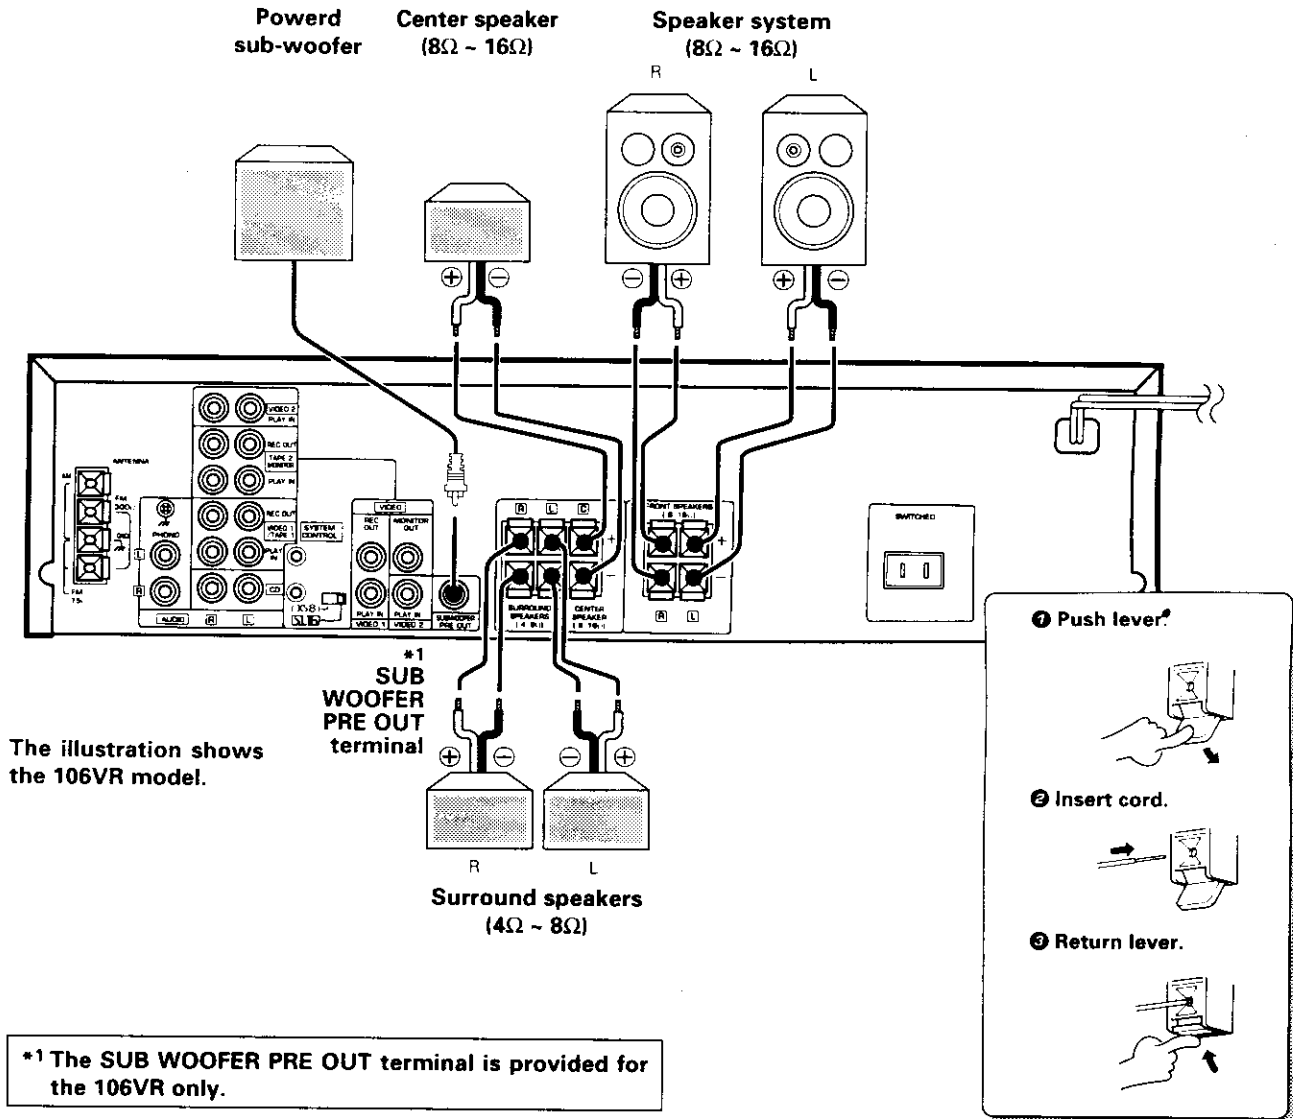 Powerd
sub-woofer
Center speaker
(8Ω ~ 16Ω)
Speaker system
(8Ω ~ 16Ω)
R
L
⊕ ⊖
⊖ ⊕
⊕ ⊖
ANTENNA
AM
FM
GND
FM
PHONO
L
R
AUDIO
R
L
VIDEO 2
PLAY IN
REC OUT
TAPE 2
MONITOR
PLAY IN
REC OUT
VIDEO 1
TAPE 1
PLAY IN
CD
SYSTEM
CONTROL
VIDEO
REC
OUT
MONITOR
OUT
PLAY IN
VIDEO 1
PLAY IN
VIDEO 2
SUBWOOFER
PRE OUT
R
L
C
+
−
SURROUND
SPEAKERS
CENTER
SPEAKER
FRONT SPEAKERS
+
−
R
L
SWITCHED
*1
SUB
WOOFER
PRE OUT
terminal
The illustration shows
the 106VR model.
⊕ ⊖
⊖ ⊕
R
L
Surround speakers
(4Ω ~ 8Ω)
❶ Push lever.
❷ Insert cord.
❸ Return lever.
*1 The SUB WOOFER PRE OUT terminal is provided for
the 106VR only.